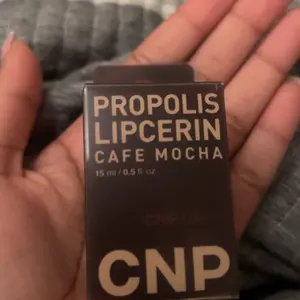 PROPOLIS
LIPCERIN
CAFE MOCHA
15 ml / 0.5 fl oz
CNP